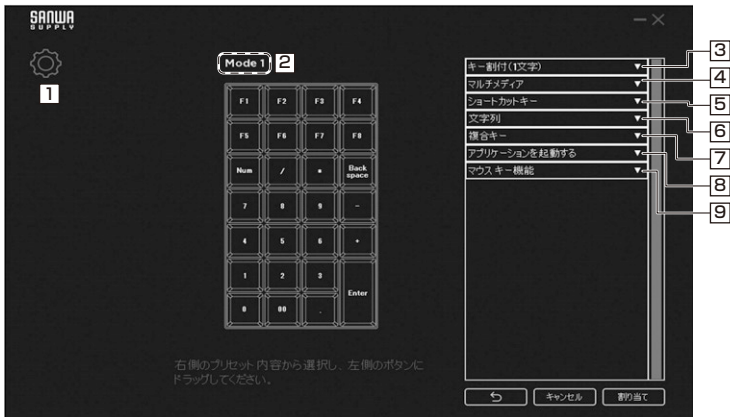 SANWA
SUPPLY
1
Mode 1 2
F1 F2 F3 F4
F5 F6 F7 F8
Num / * Back space
7 8 9 -
4 5 6 +
1 2 3
Enter
0 00 .
右側のプリセット内容から選択し、左側のボタンに
ドラッグしてください。
キー割付(1文字) ▼ 3
マルチメディア ▼ 4
ショートカットキー ▼ 5
文字列 ▼ 6
複合キー ▼ 7
アプリケーションを起動する ▼ 8
マウスキー機能 ▼ 9
キャンセル 割り当て